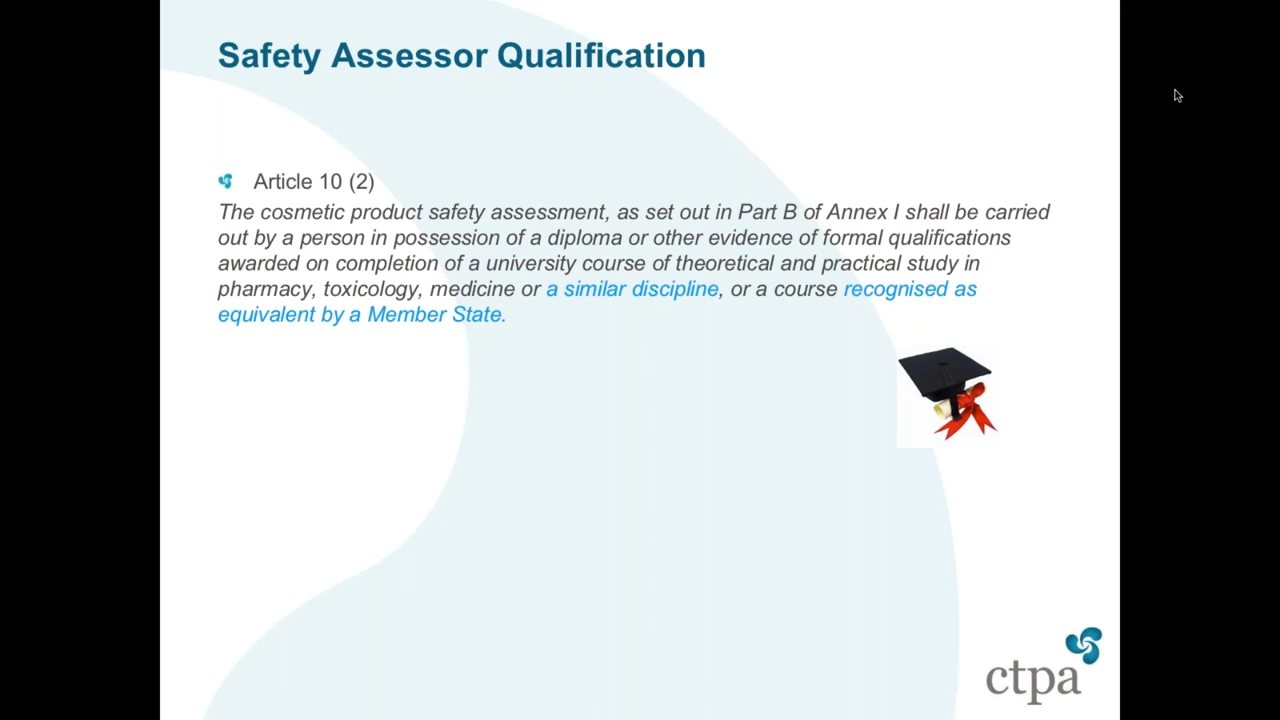 Safety Assessor Qualification
Article 10 (2)
The cosmetic product safety assessment, as set out in Part B of Annex I shall be carried
out by a person in possession of a diploma or other evidence of formal qualifications
awarded on completion of a university course of theoretical and practical study in
pharmacy, toxicology, medicine or a similar discipline, or a course recognised as
equivalent by a Member State.
ctpa